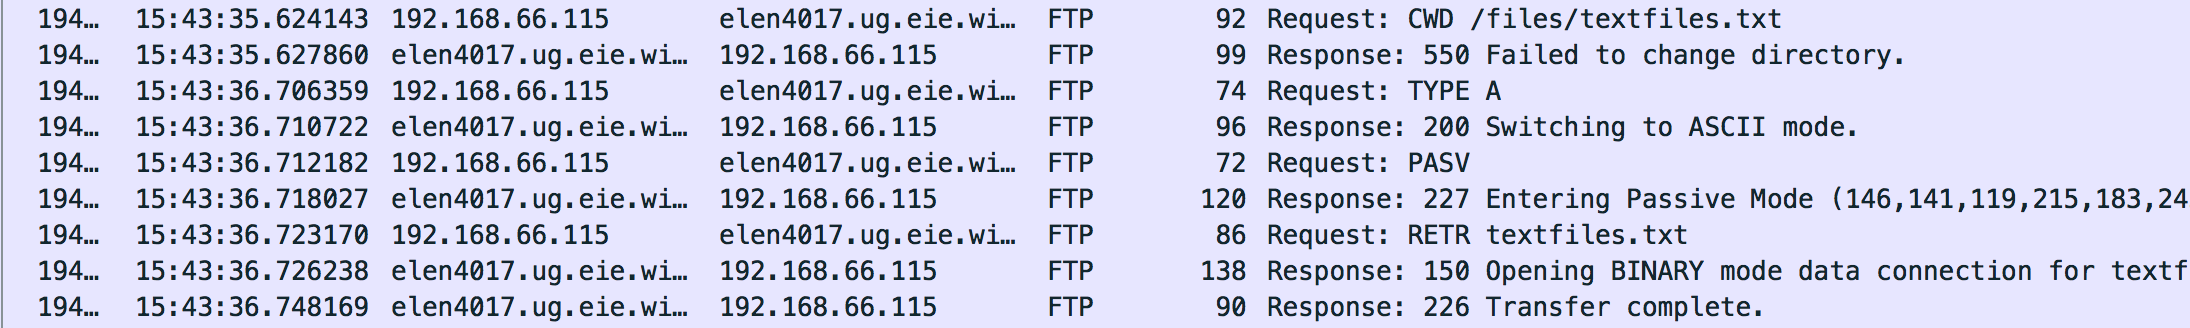 194… 15:43:35.624143 192.168.66.115 elen4017.ug.eie.wi… FTP 92 Request: CWD /files/textfiles.txt
194… 15:43:35.627860 elen4017.ug.eie.wi… 192.168.66.115 FTP 99 Response: 550 Failed to change directory.
194… 15:43:36.706359 192.168.66.115 elen4017.ug.eie.wi… FTP 74 Request: TYPE A
194… 15:43:36.710722 elen4017.ug.eie.wi… 192.168.66.115 FTP 96 Response: 200 Switching to ASCII mode.
194… 15:43:36.712182 192.168.66.115 elen4017.ug.eie.wi… FTP 72 Request: PASV
194… 15:43:36.718027 elen4017.ug.eie.wi… 192.168.66.115 FTP 120 Response: 227 Entering Passive Mode (146,141,119,215,183,24
194… 15:43:36.723170 192.168.66.115 elen4017.ug.eie.wi… FTP 86 Request: RETR textfiles.txt
194… 15:43:36.726238 elen4017.ug.eie.wi… 192.168.66.115 FTP 138 Response: 150 Opening BINARY mode data connection for textf
194… 15:43:36.748169 elen4017.ug.eie.wi… 192.168.66.115 FTP 90 Response: 226 Transfer complete.